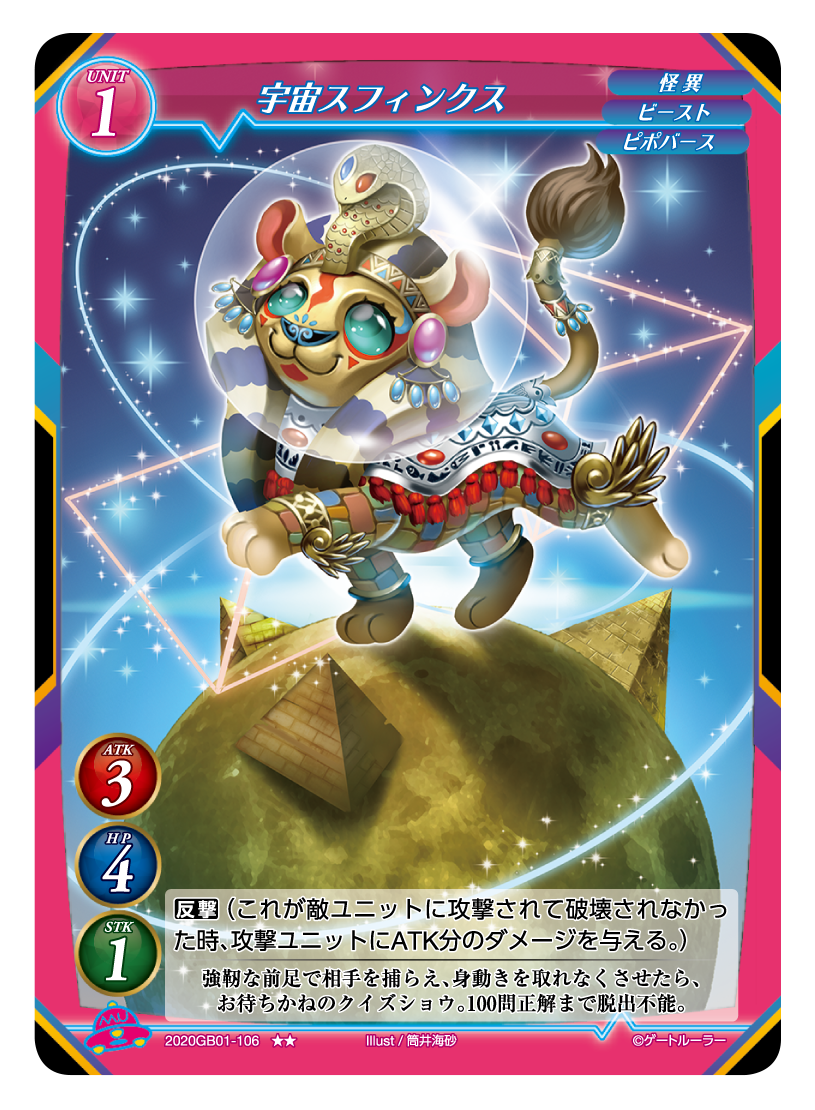 UNIT
1
宇宙スフィンクス
怪異
ビースト
ピポバース
ATK
3
HP
4
STK
1
反撃(これが敵ユニットに攻撃されて破壊されなかっ
た時、攻撃ユニットにATK分のダメージを与える。)
強靭な前足で相手を捕らえ、身動きを取れなくさせたら、
お待ちかねのクイズショウ。100問正解まで脱出不能。
MU
2020GB01-106 ★★ Illust / 筒井海砂 ©ゲートルーラー